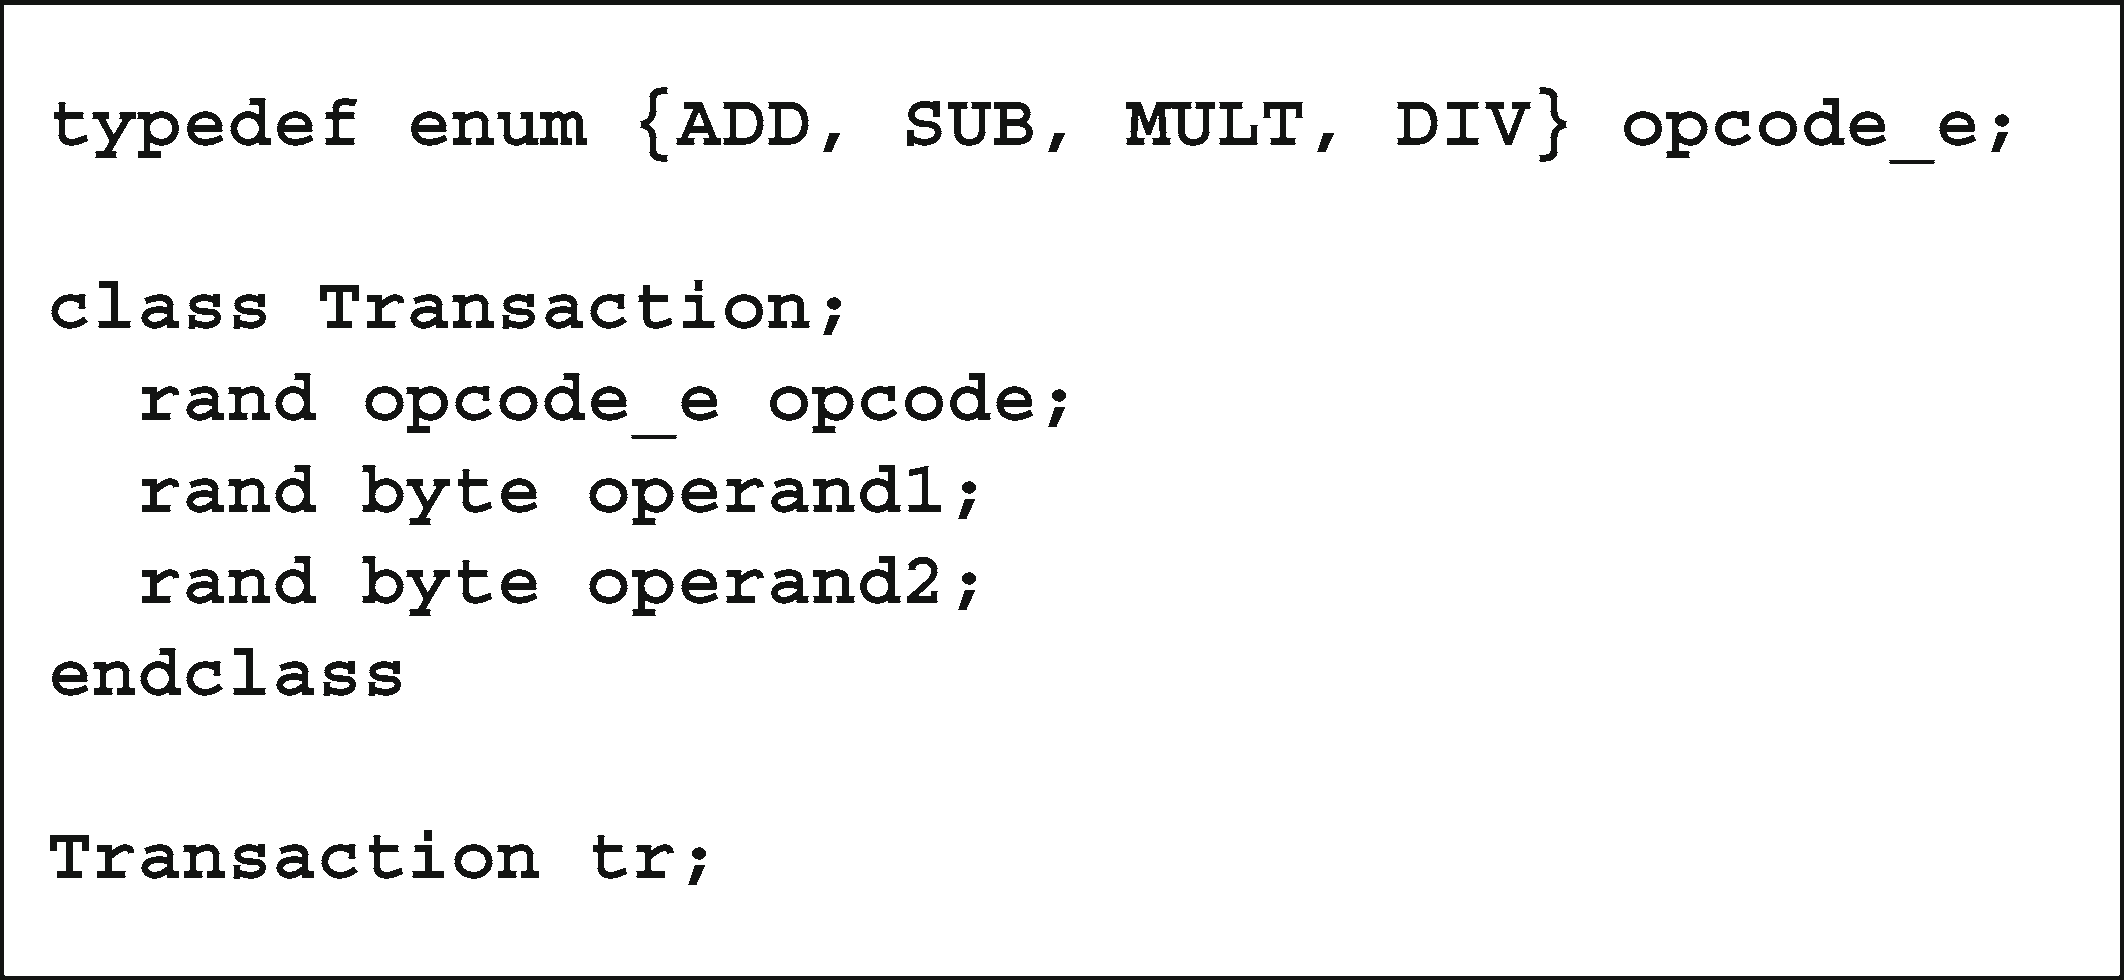 typedef enum {ADD, SUB, MULT, DIV} opcode_e;
class Transaction;
rand opcode_e opcode;
rand byte operand1;
rand byte operand2;
endclass
Transaction tr;